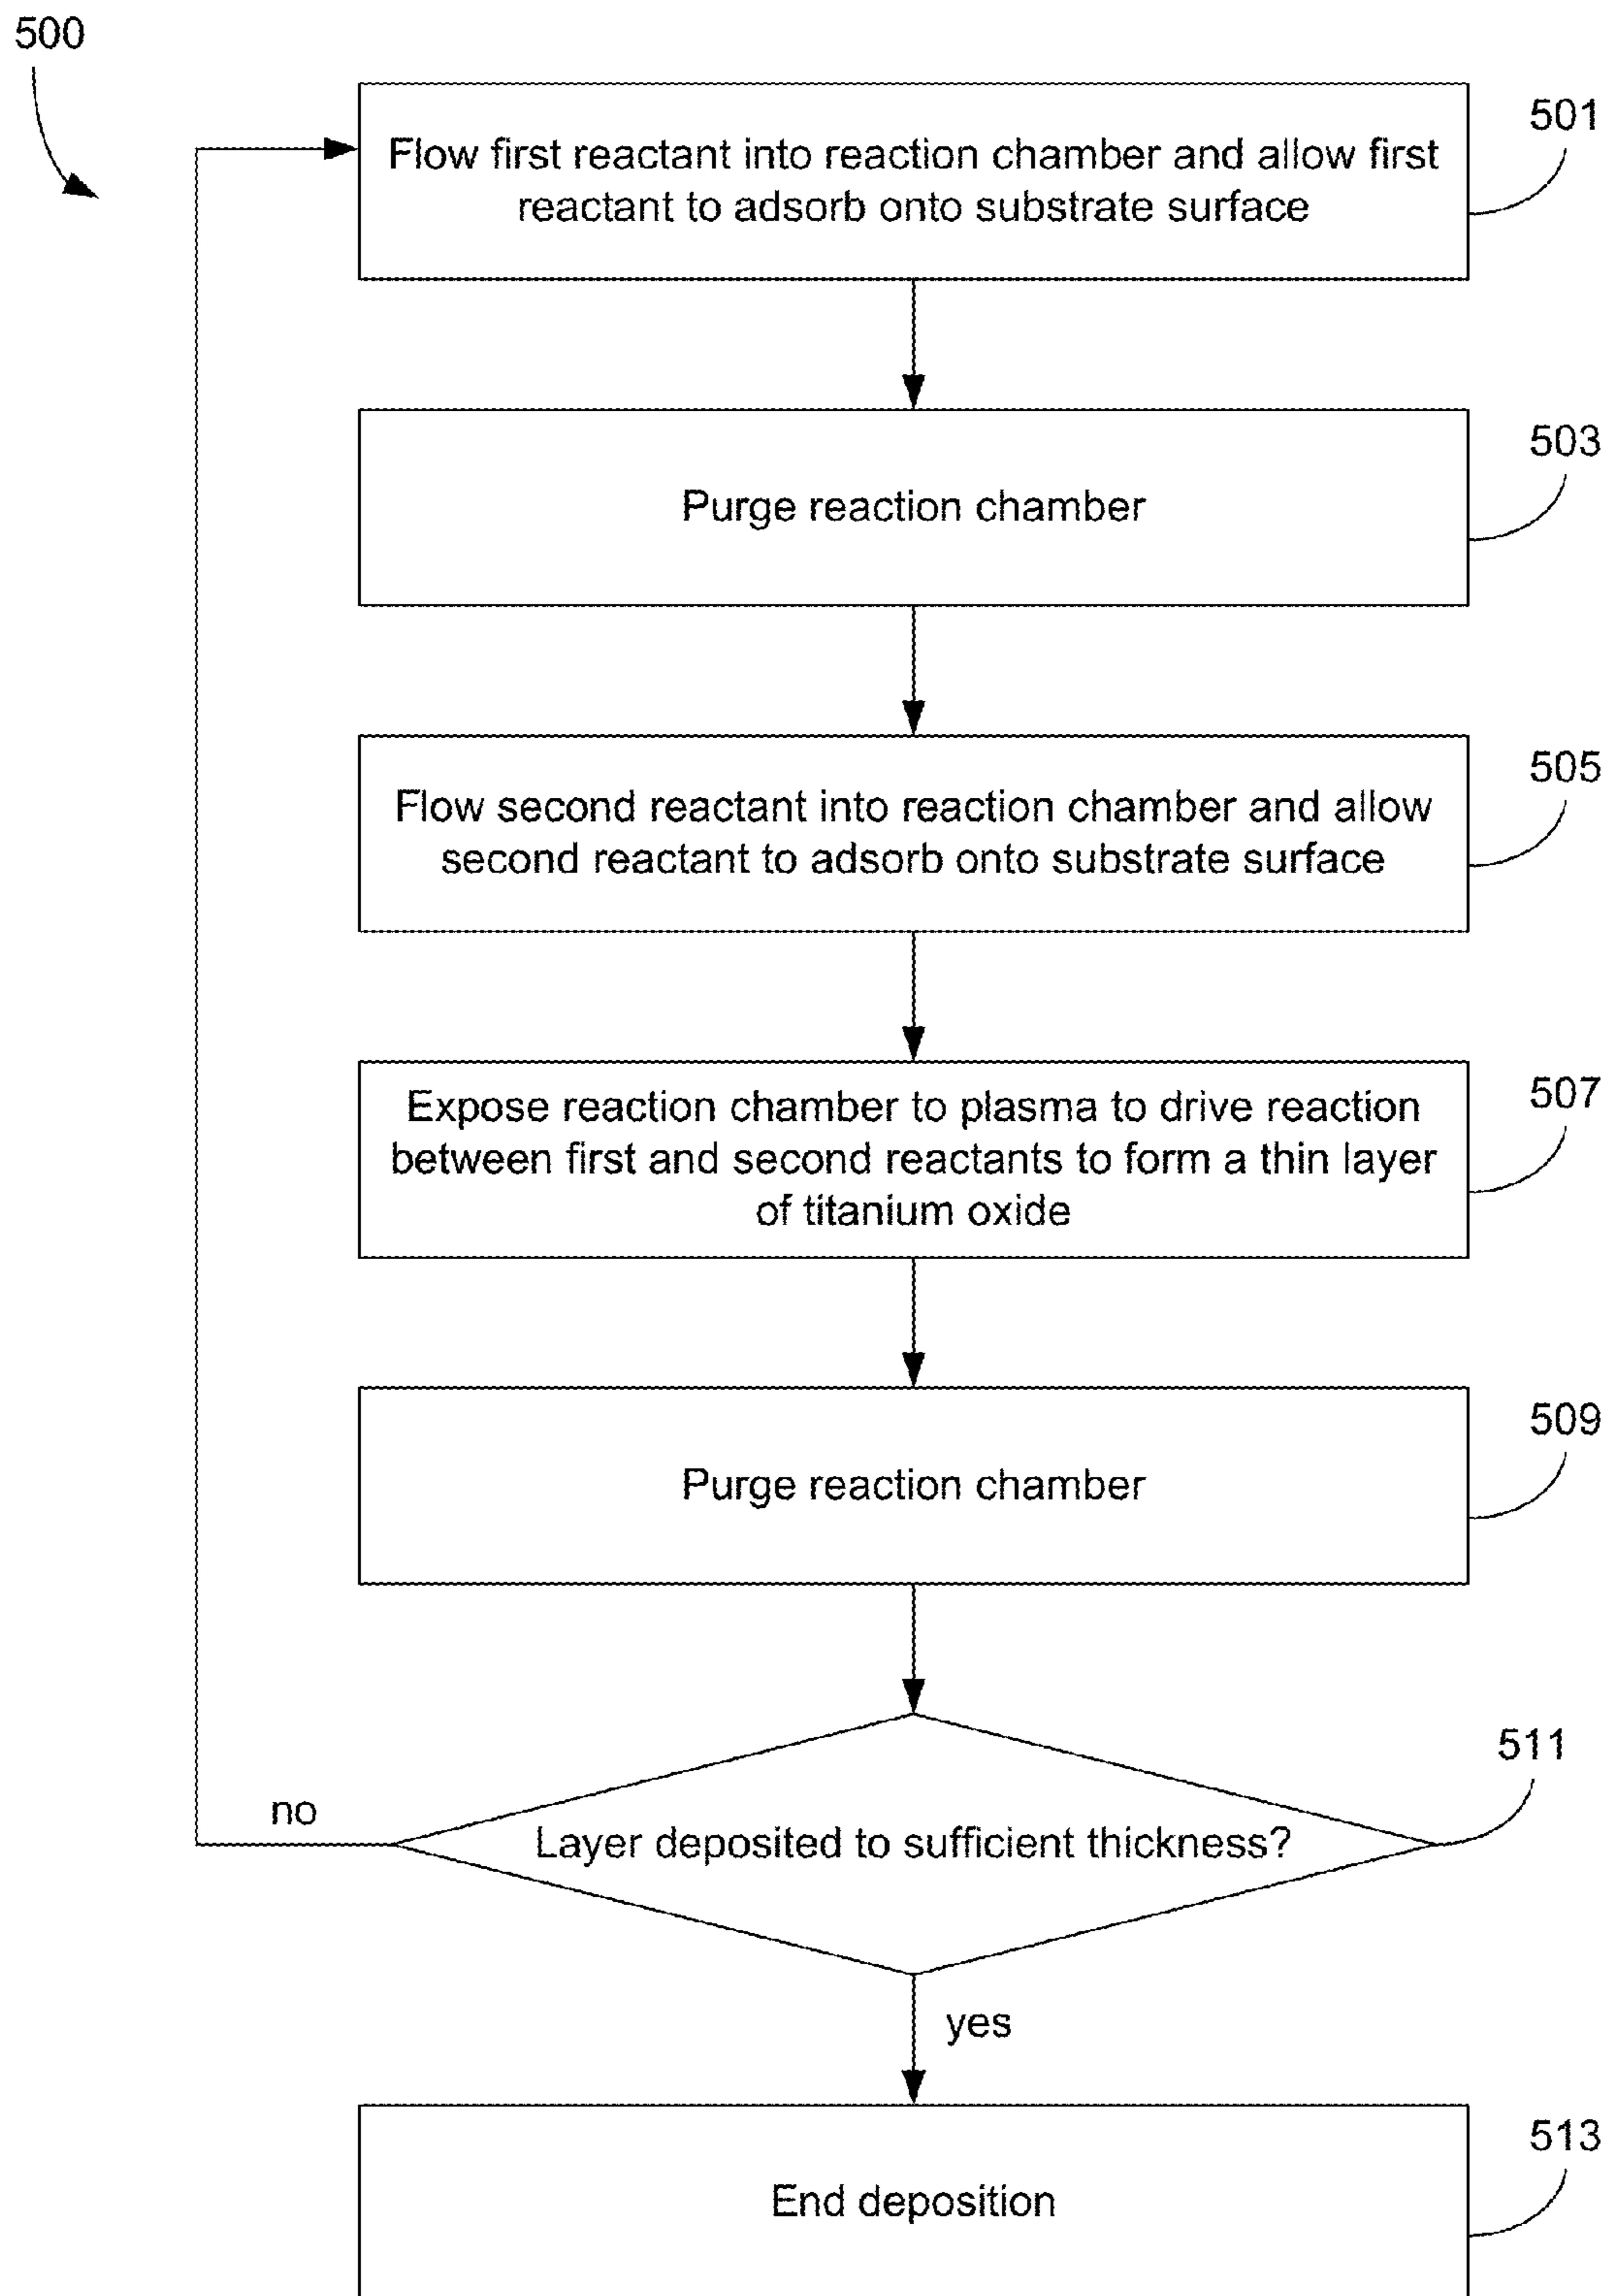 500
501
Flow first reactant into reaction chamber and allow first
reactant to adsorb onto substrate surface
503
Purge reaction chamber
505
Flow second reactant into reaction chamber and allow
second reactant to adsorb onto substrate surface
507
Expose reaction chamber to plasma to drive reaction
between first and second reactants to form a thin layer
of titanium oxide
509
Purge reaction chamber
511
no
Layer deposited to sufficient thickness?
yes
513
End deposition